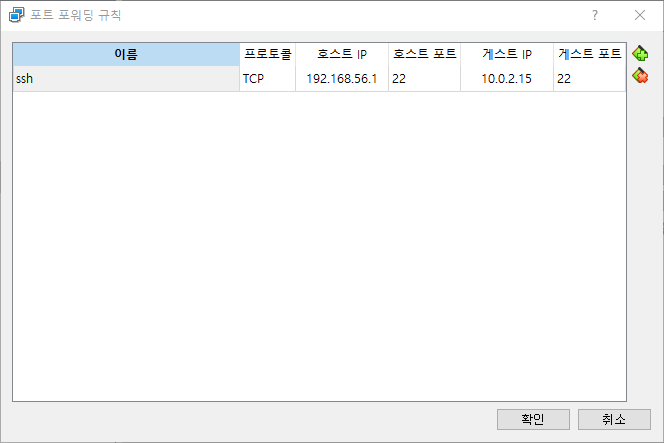 포트 포워딩 규칙 ?
이름 프로토콜 호스트 IP 호스트 포트 게스트 IP 게스트 포트
ssh TCP 192.168.56.1 22 10.0.2.15 22
확인 취소